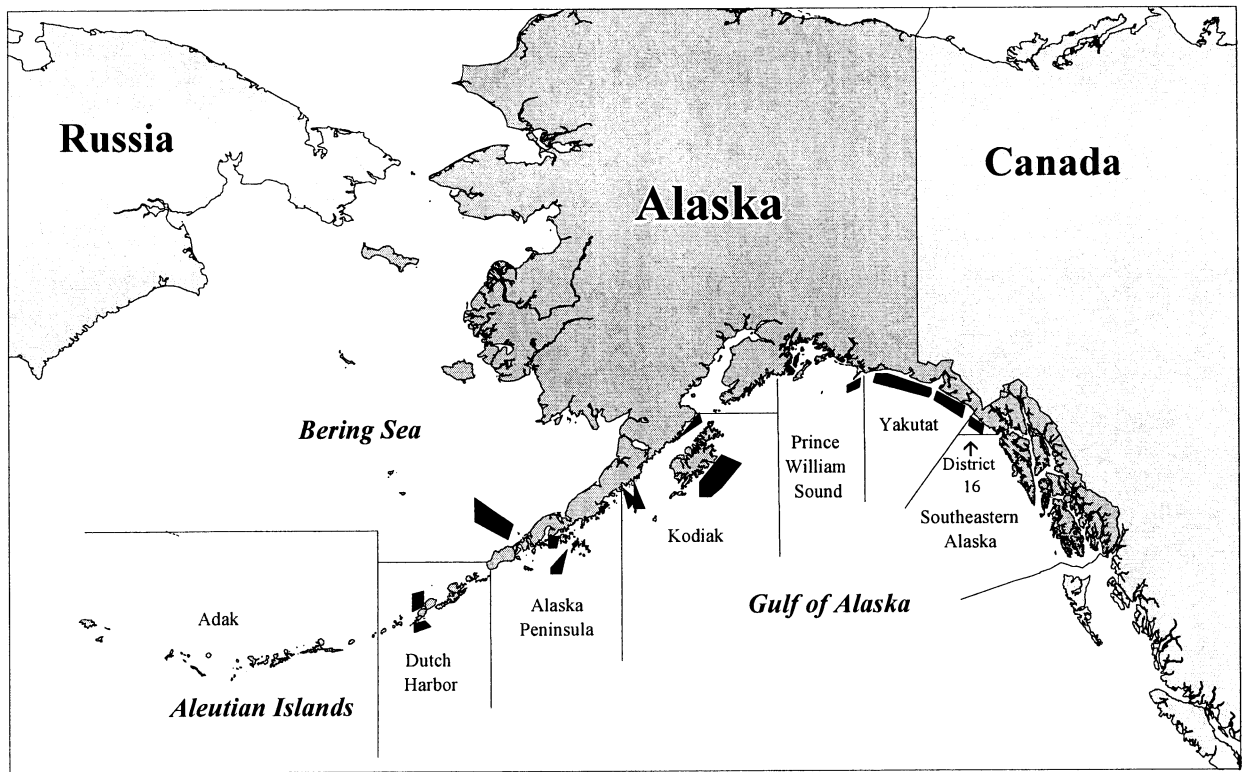 Russia
Alaska
Canada
Bering Sea
Yakutat
Prince
William
Sound
District
16
Southeastern
Alaska
Kodiak
Gulf of Alaska
Alaska
Peninsula
Adak
Dutch
Harbor
Aleutian Islands